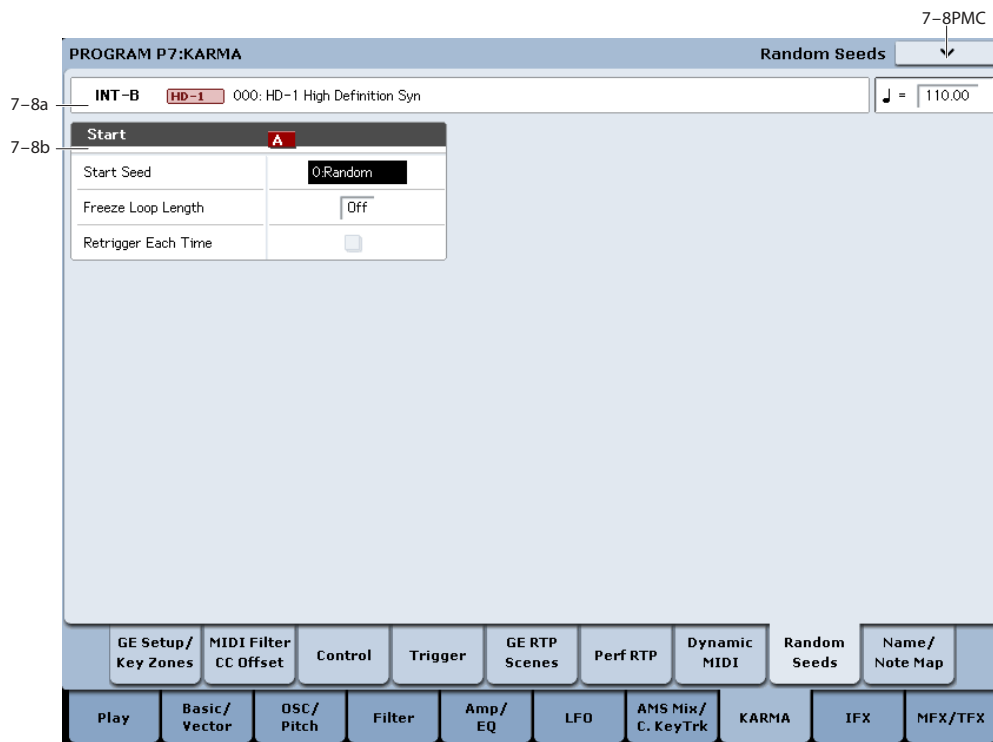 7–8PMC
PROGRAM P7:KARMA Random Seeds
7–8a
INT-B HD-1 000: HD-1 High Definition Syn ♩ = 110.00
7–8b
Start A
Start Seed 0:Random
Freeze Loop Length Off
Retrigger Each Time
GE Setup/ Key Zones
MIDI Filter CC Offset
Control
Trigger
GE RTP Scenes
Perf RTP
Dynamic MIDI
Random Seeds
Name/ Note Map
Play
Basic/ Vector
OSC/ Pitch
Filter
Amp/ EQ
LFO
AMS Mix/ C. KeyTrk
KARMA
IFX
MFX/TFX